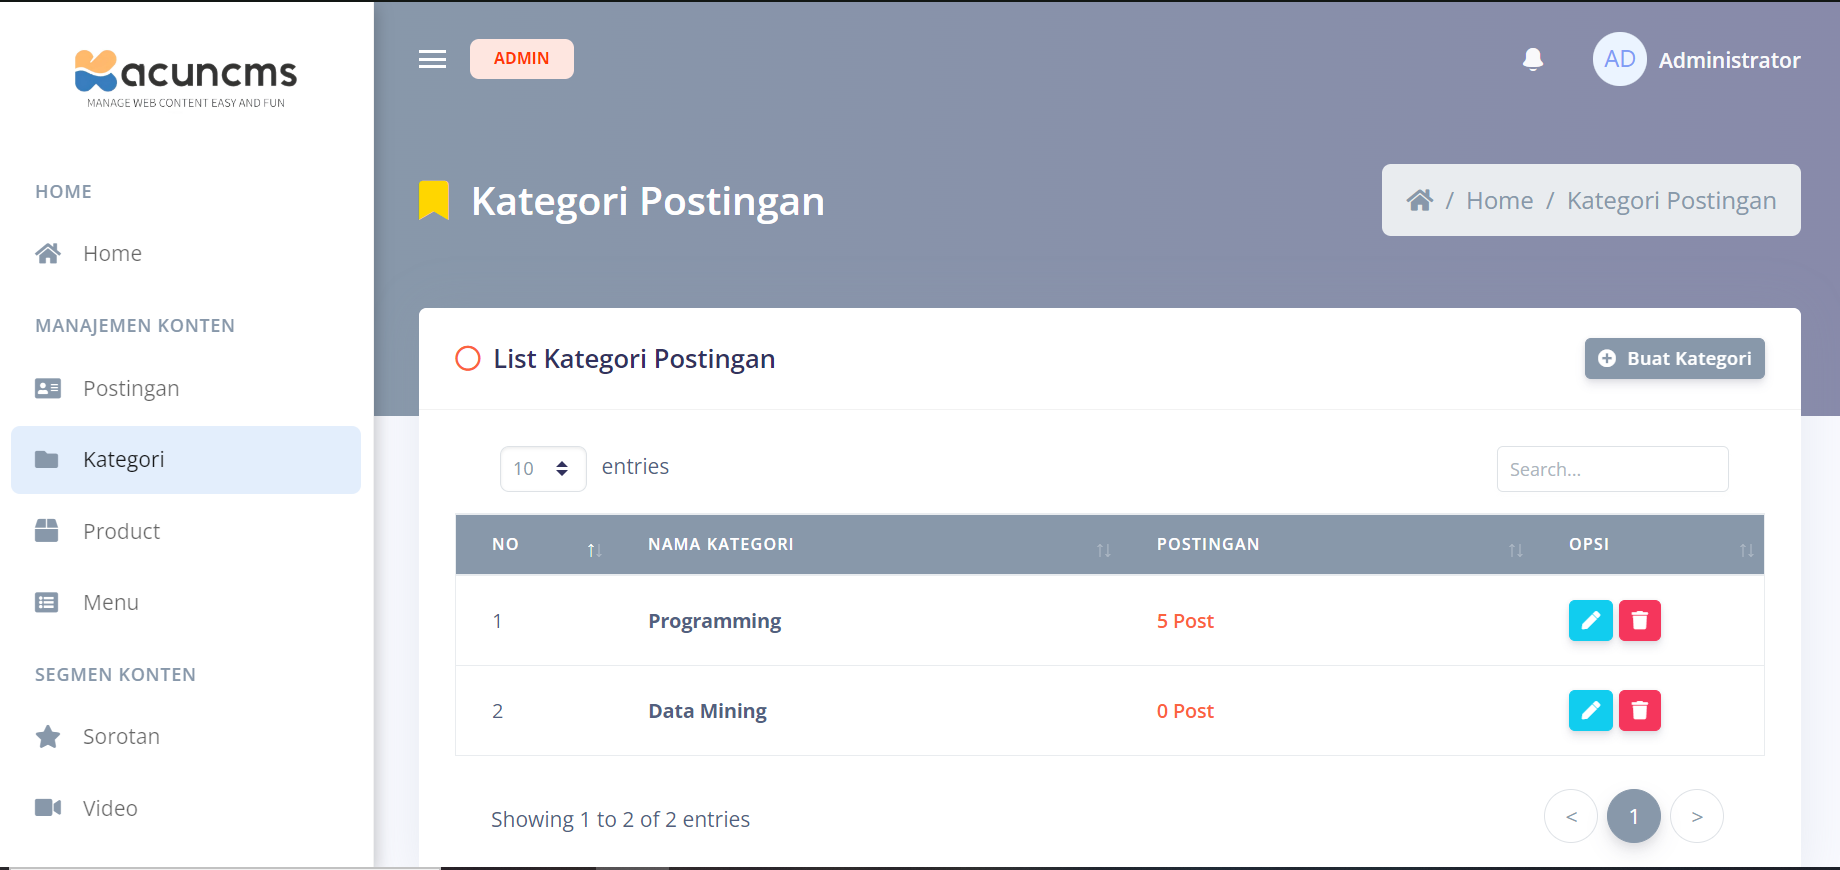 acuncms
MANAGE WEB CONTENT EASY AND FUN
HOME
Home
MANAJEMEN KONTEN
Postingan
Kategori
Product
Menu
SEGMEN KONTEN
Sorotan
Video
ADMIN
AD Administrator
Kategori Postingan
/ Home / Kategori Postingan
List Kategori Postingan
Buat Kategori
10 entries
Search...
NO NAMA KATEGORI POSTINGAN OPSI
1 Programming 5 Post
2 Data Mining 0 Post
Showing 1 to 2 of 2 entries
< 1 >